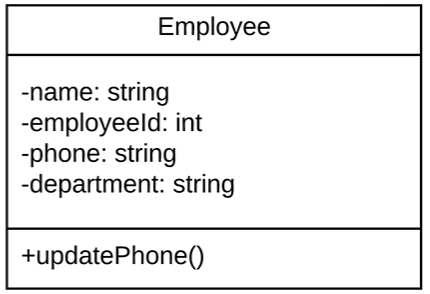 Employee
-name: string
-employeeId: int
-phone: string
-department: string
+updatePhone()